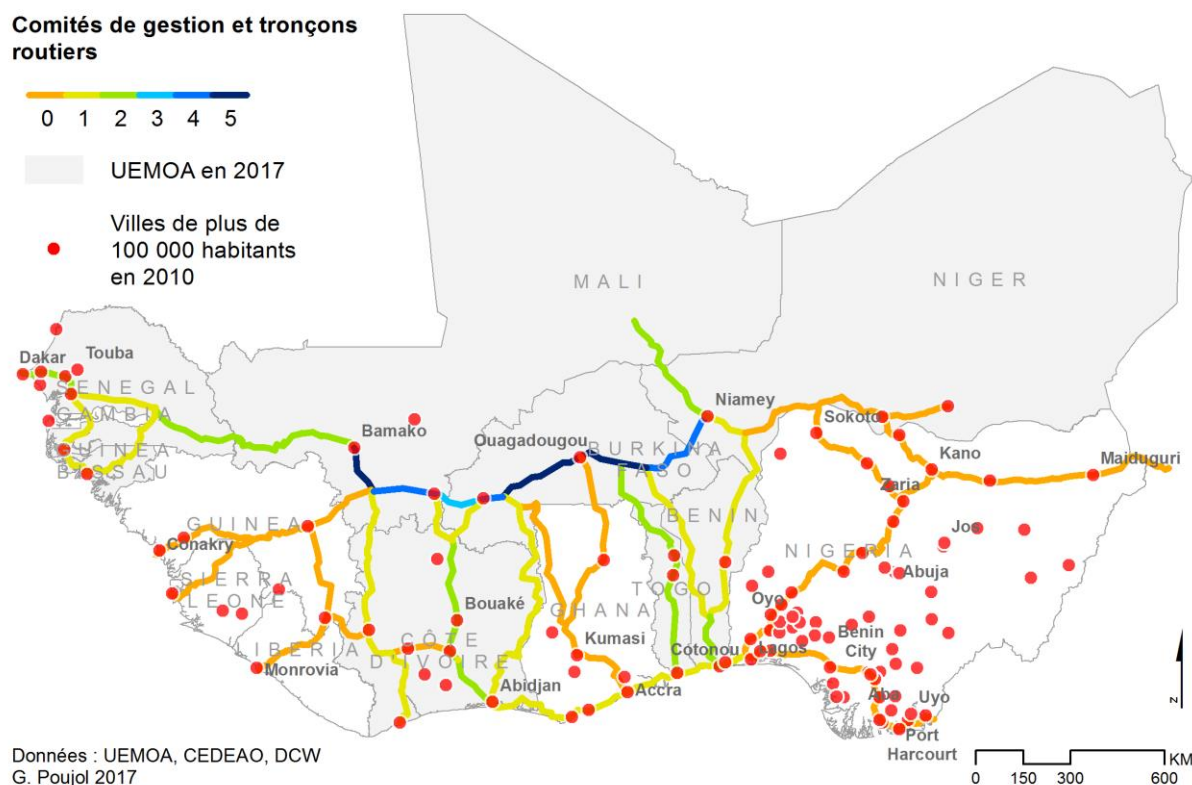 Comités de gestion et tronçons
routiers
0 1 2 3 4 5
UEMOA en 2017
Villes de plus de
100 000 habitants
en 2010
MALI
NIGER
Dakar
Touba
SENEGAL
GAMBIA
GUINEA
BISSAU
Bamako
Ouagadougou
BURKINA
FASO
Niamey
Sokoto
Kano
Maiduguri
Zaria
BENIN
Jos
NIGERIA
Abuja
GUINEA
Conakry
SIERRA
LEONE
TOGO
Oyo
Bouaké
GHANA
Kumasi
Benin
City
Cotonou
Lagos
LIBERIA
CÔTE
D'IVOIRE
Monrovia
Abidjan
Accra
Aba
Uyo
Port
Harcourt
N
Données : UEMOA, CEDEAO, DCW
G. Poujol 2017
KM
0 150 300 600